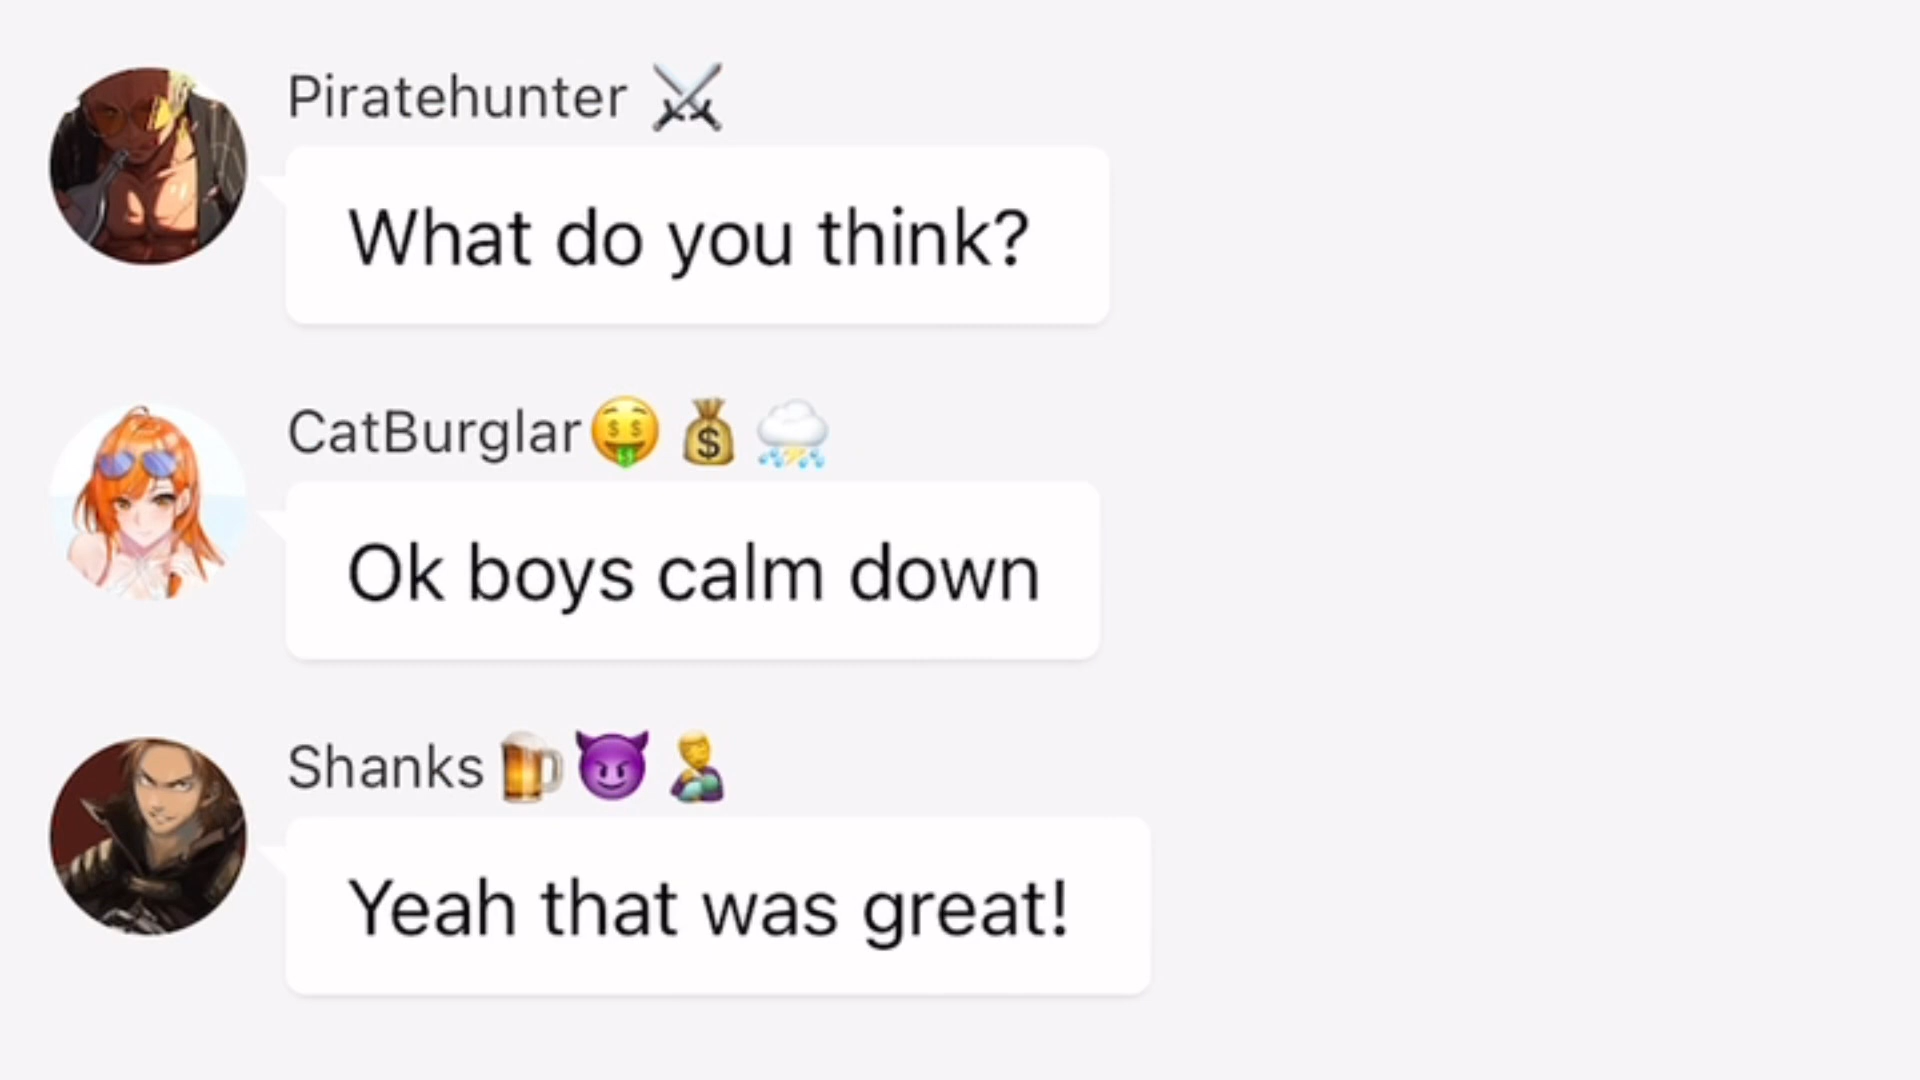 Piratehunter ⚔️
What do you think?
CatBurglar🤑💰⛈️
Ok boys calm down
Shanks🍺😈🧑‍🍼
Yeah that was great!